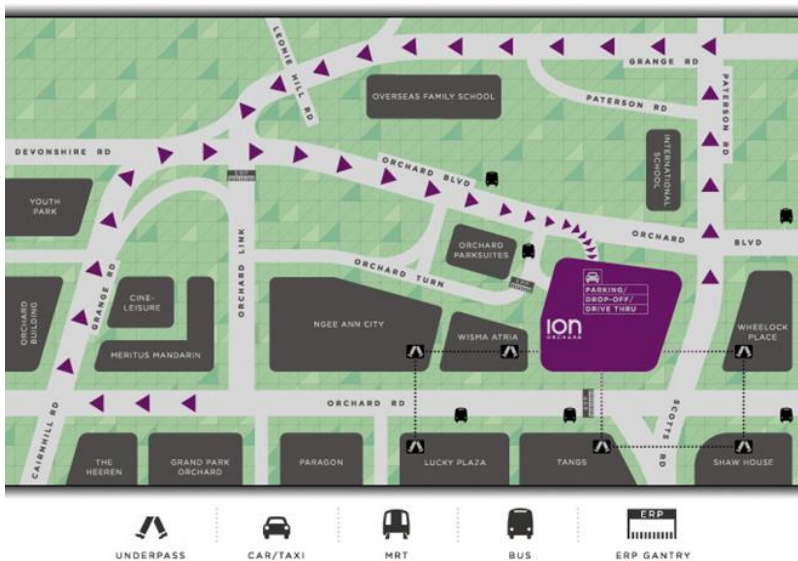 LEONIE HILL RD
GRANGE RD
OVERSEAS FAMILY SCHOOL
PATERSON RD
PATERSON RD
INTERNATIONAL SCHOOL
DEVONSHIRE RD
ERP
ORCHARD BLVD
YOUTH
PARK
ORCHARD BLVD
ORCHARD
PARKSUITES
ORCHARD LINK
ORCHARD TURN
ERP
GRANGE RD
CINE-
LEISURE
ORCHARD
BUILDING
PARKING/
DROP-OFF/
DRIVE THRU
ion
ORCHARD
NGEE ANN CITY
WISMA ATRIA
WHEELOCK
PLACE
MERITUS MANDARIN
ERP
ORCHARD RD
CAIRNHILL RD
SCOTTS RD
THE
HEEREN
GRAND PARK
ORCHARD
PARAGON
LUCKY PLAZA
TANGS
SHAW HOUSE
ERP
UNDERPASS
CAR/TAXI
MRT
BUS
ERP GANTRY